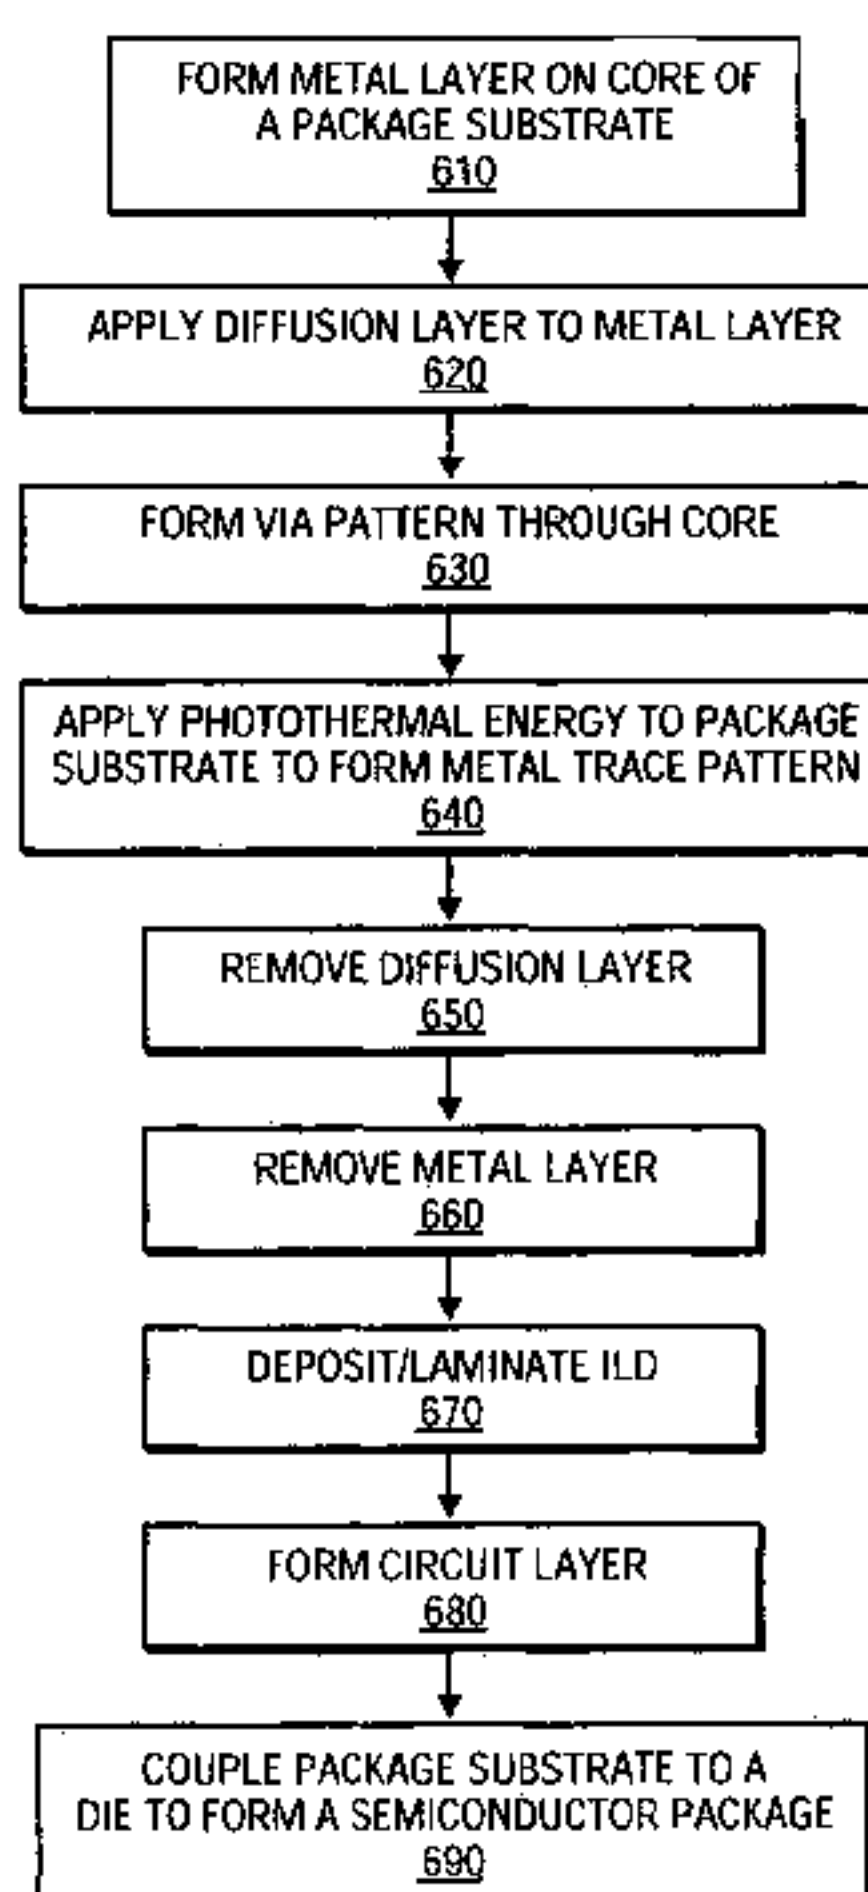 FORM METAL LAYER ON CORE OF
A PACKAGE SUBSTRATE
610
APPLY DIFFUSION LAYER TO METAL LAYER
620
FORM VIA PATTERN THROUGH CORE
630
APPLY PHOTOTHERMAL ENERGY TO PACKAGE
SUBSTRATE TO FORM METAL TRACE PATTERN
640
REMOVE DIFFUSION LAYER
650
REMOVE METAL LAYER
660
DEPOSIT/LAMINATE ILD
670
FORM CIRCUIT LAYER
680
COUPLE PACKAGE SUBSTRATE TO A
DIE TO FORM A SEMICONDUCTOR PACKAGE
690